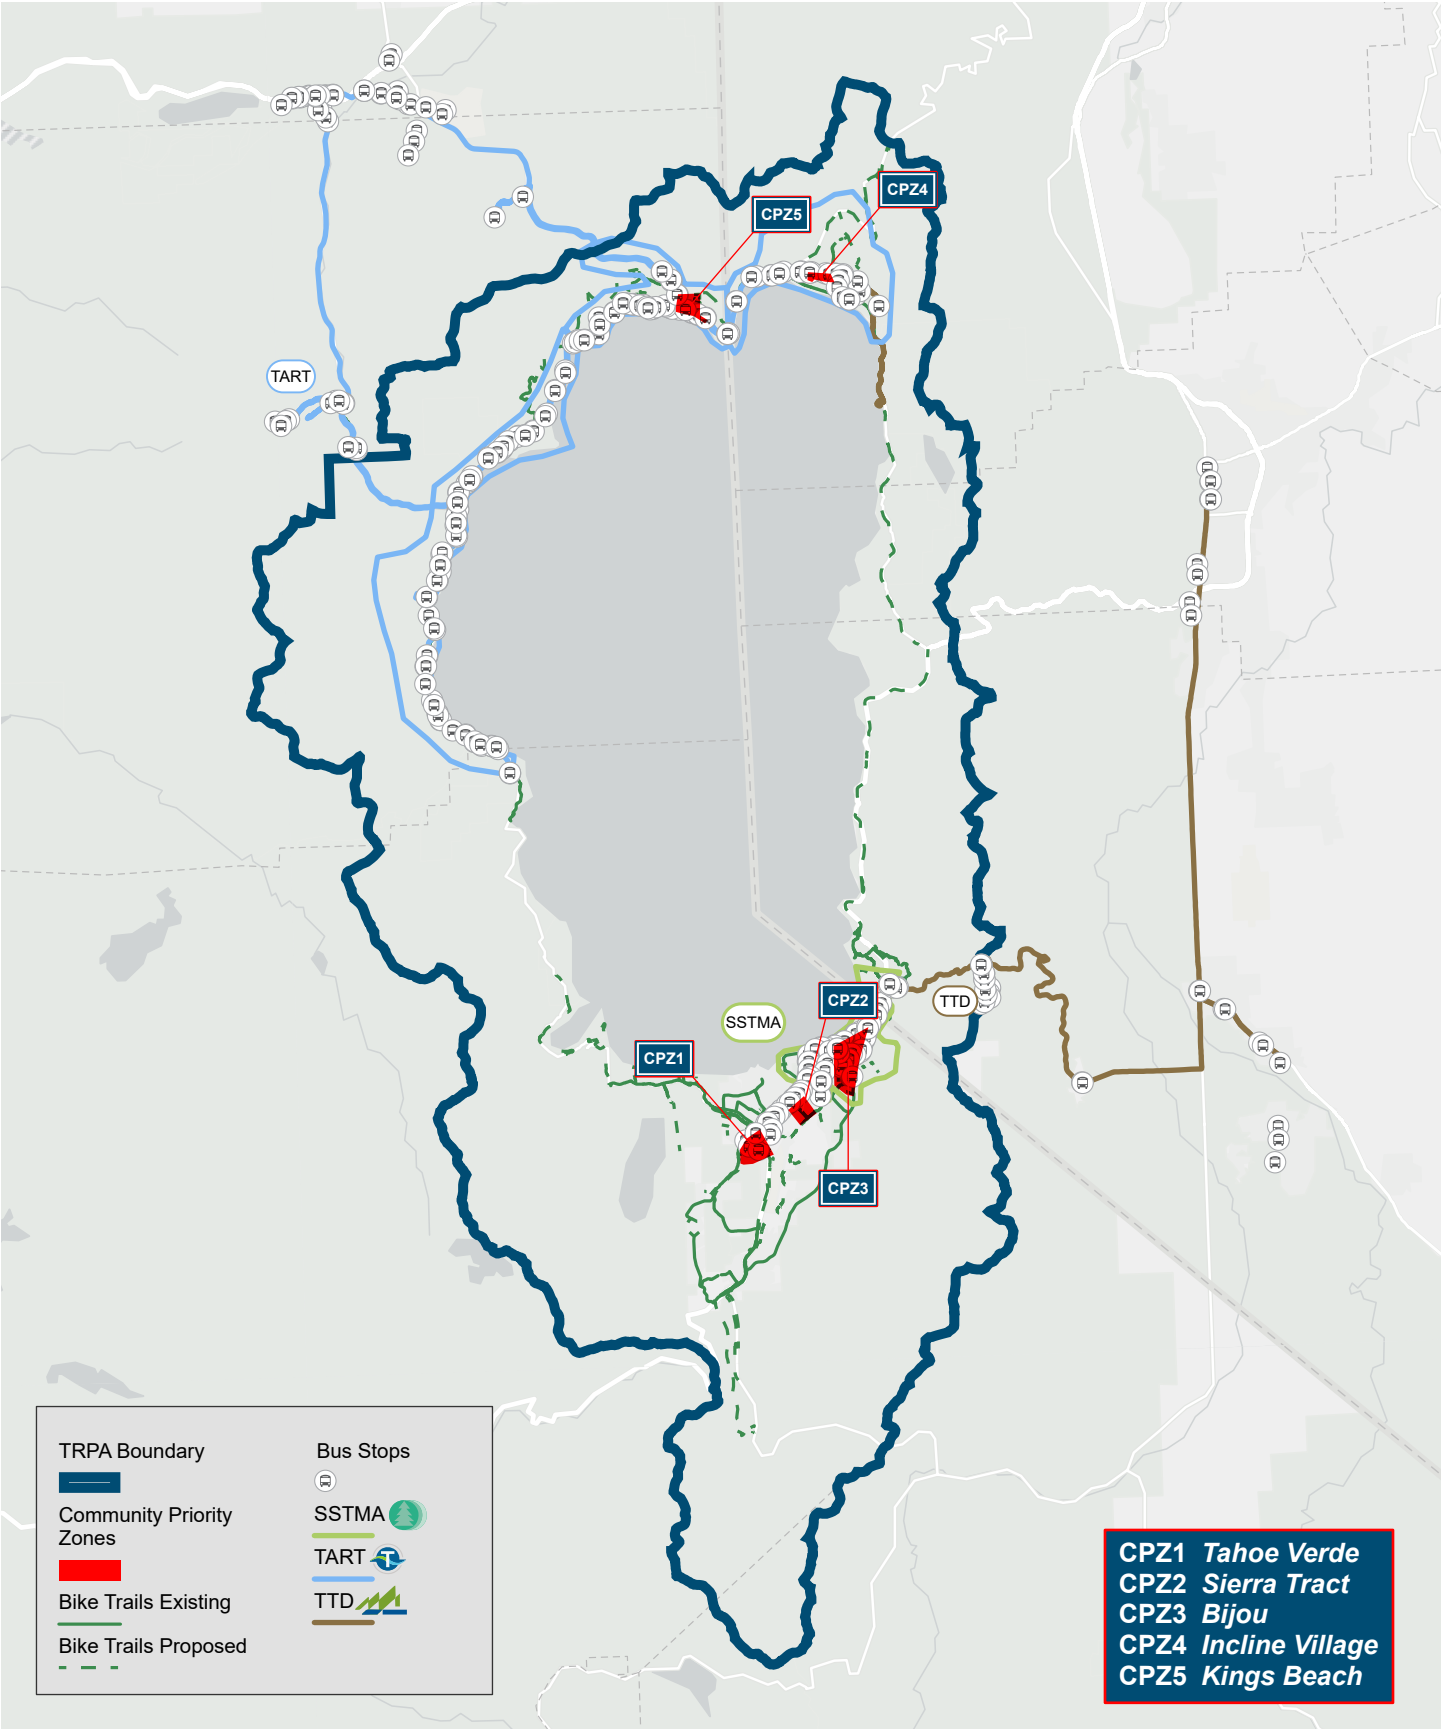 CPZ4
CPZ5
TART
CPZ2
TTD
SSTMA
CPZ1
CPZ3
TRPA Boundary
Community Priority
Zones
Bike Trails Existing
Bike Trails Proposed
Bus Stops
SSTMA
TART T
TTD
CPZ1 Tahoe Verde
CPZ2 Sierra Tract
CPZ3 Bijou
CPZ4 Incline Village
CPZ5 Kings Beach